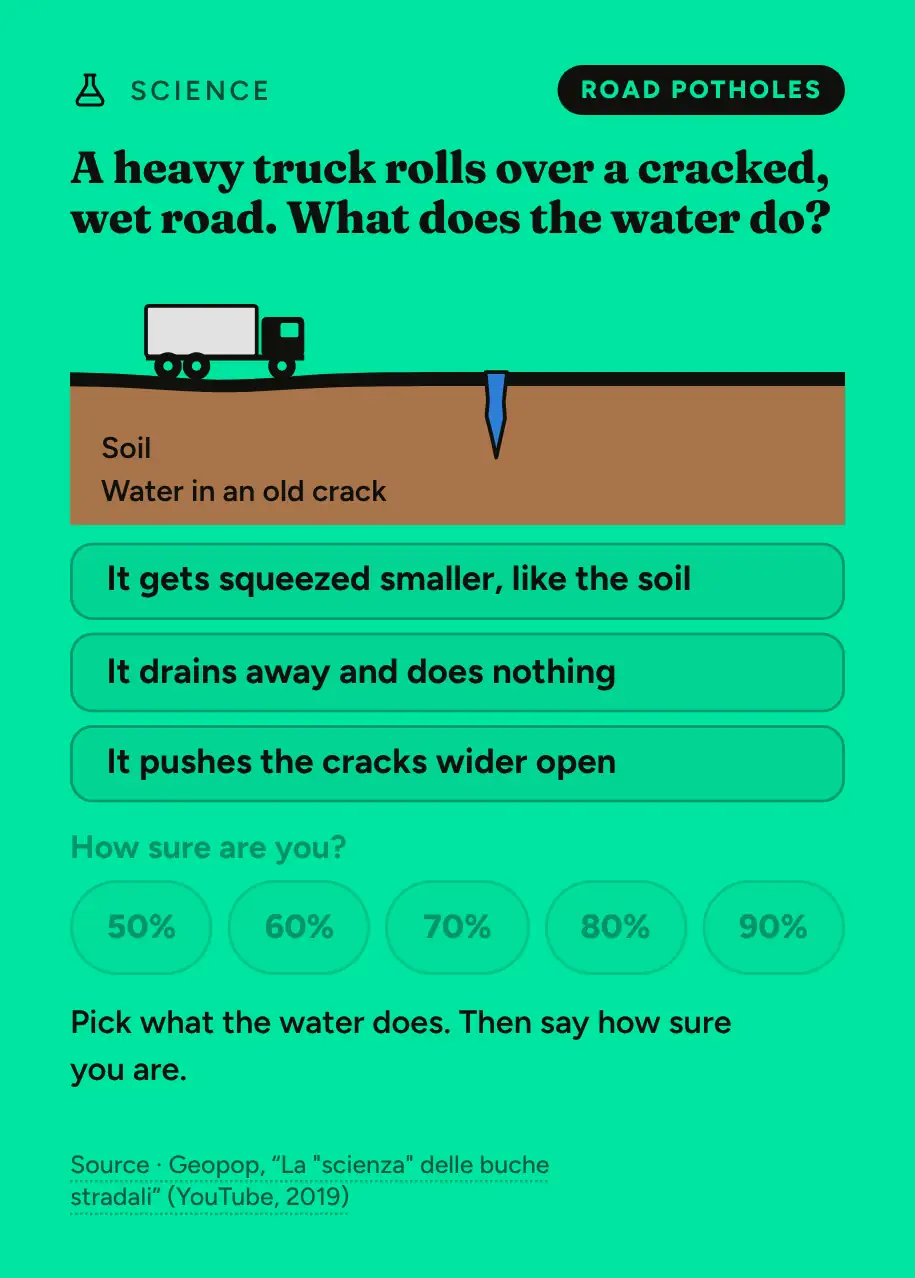 SCIENCE
ROAD POTHOLES
A heavy truck rolls over a cracked,
wet road. What does the water do?
Soil
Water in an old crack
It gets squeezed smaller, like the soil
It drains away and does nothing
It pushes the cracks wider open
How sure are you?
50% 60% 70% 80% 90%
Pick what the water does. Then say how sure
you are.
Source · Geopop, “La "scienza" delle buche
stradali” (YouTube, 2019)